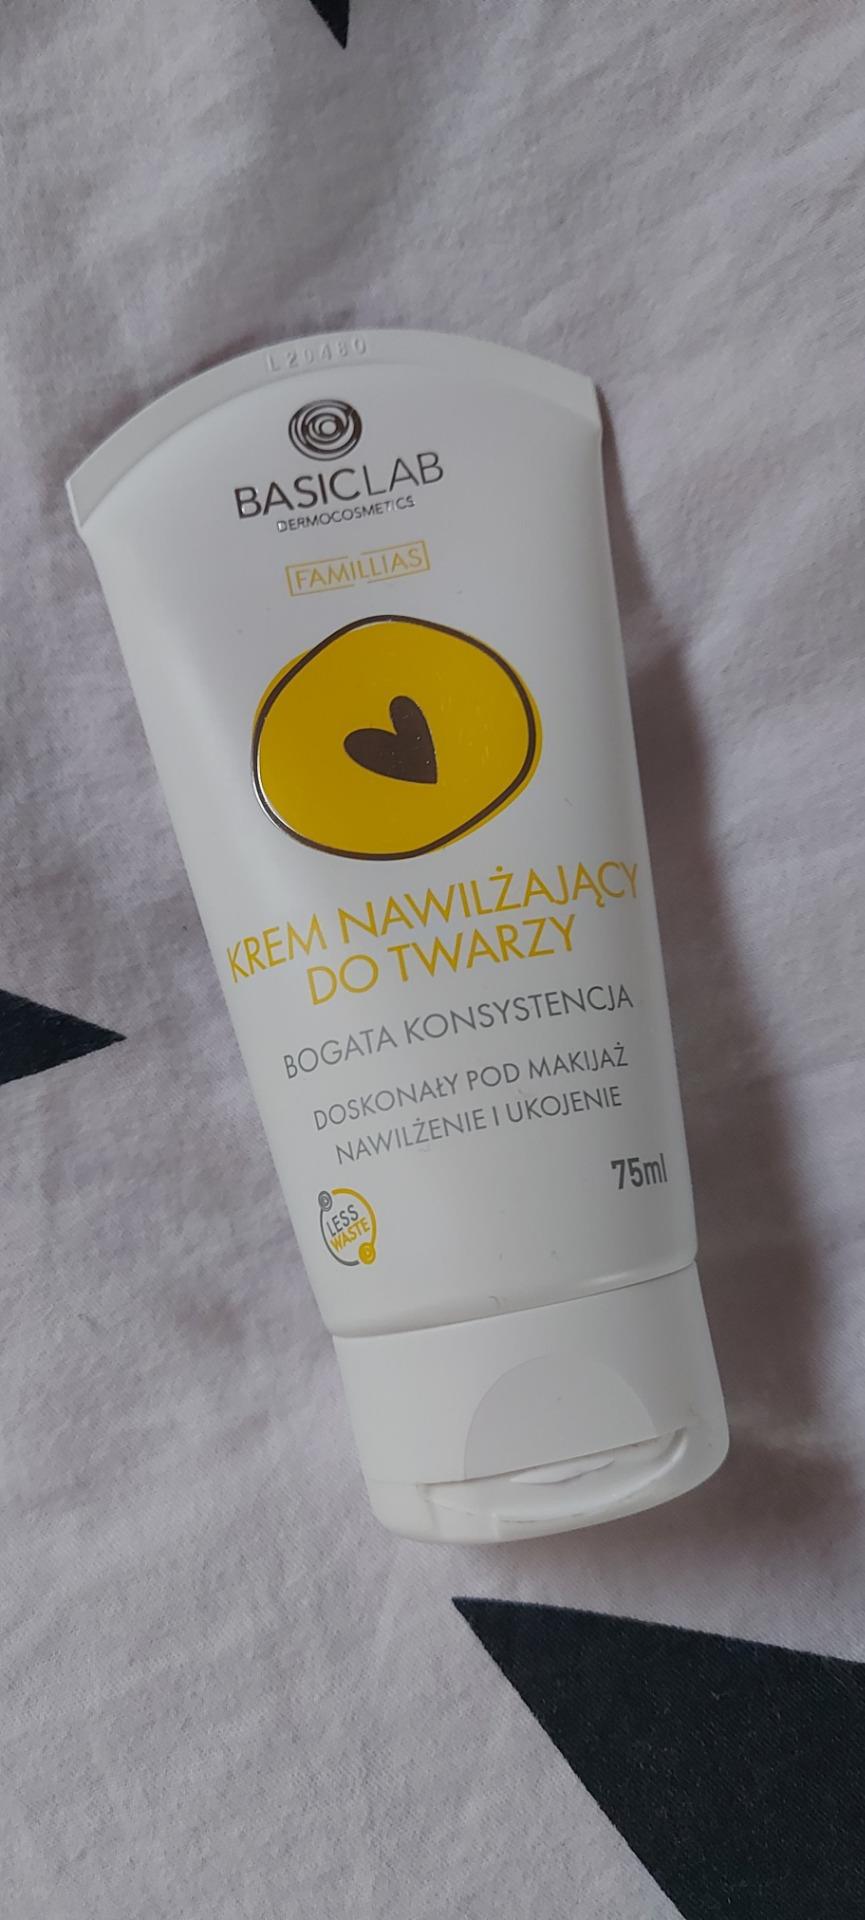 L20480
BASICLAB
DERMOCOSMETICS
FAMILLIAS
KREM NAWILŻAJĄCY
DO TWARZY
BOGATA KONSYSTENCJA
DOSKONAŁY POD MAKIJAŻ
NAWILŻENIE I UKOJENIE
75ml
LESS
WASTE